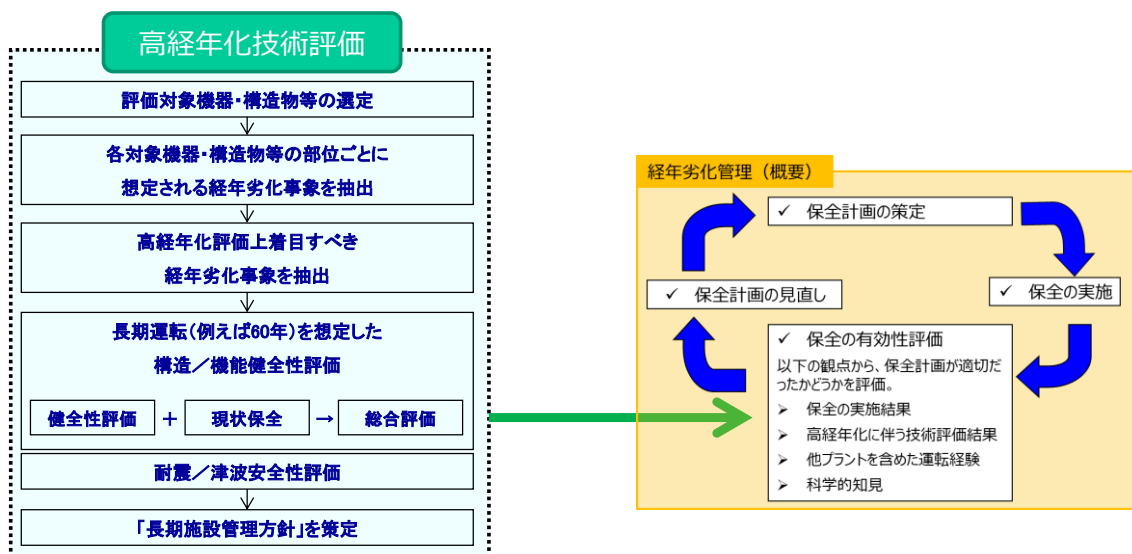 高経年化技術評価
評価対象機器・構造物等の選定
各対象機器・構造物等の部位ごとに
想定される経年劣化事象を抽出
高経年化評価上着目すべき
経年劣化事象を抽出
長期運転(例えば60年)を想定した
構造／機能健全性評価
健全性評価 + 現状保全 → 総合評価
耐震／津波安全性評価
「長期施設管理方針」を策定
経年劣化管理（概要）
✓ 保全計画の策定
✓ 保全の実施
✓ 保全計画の見直し
✓ 保全の有効性評価
以下の観点から、保全計画が適切だ
ったかどうかを評価。
➢ 保全の実施結果
➢ 高経年化に伴う技術評価結果
➢ 他プラントを含めた運転経験
➢ 科学的知見